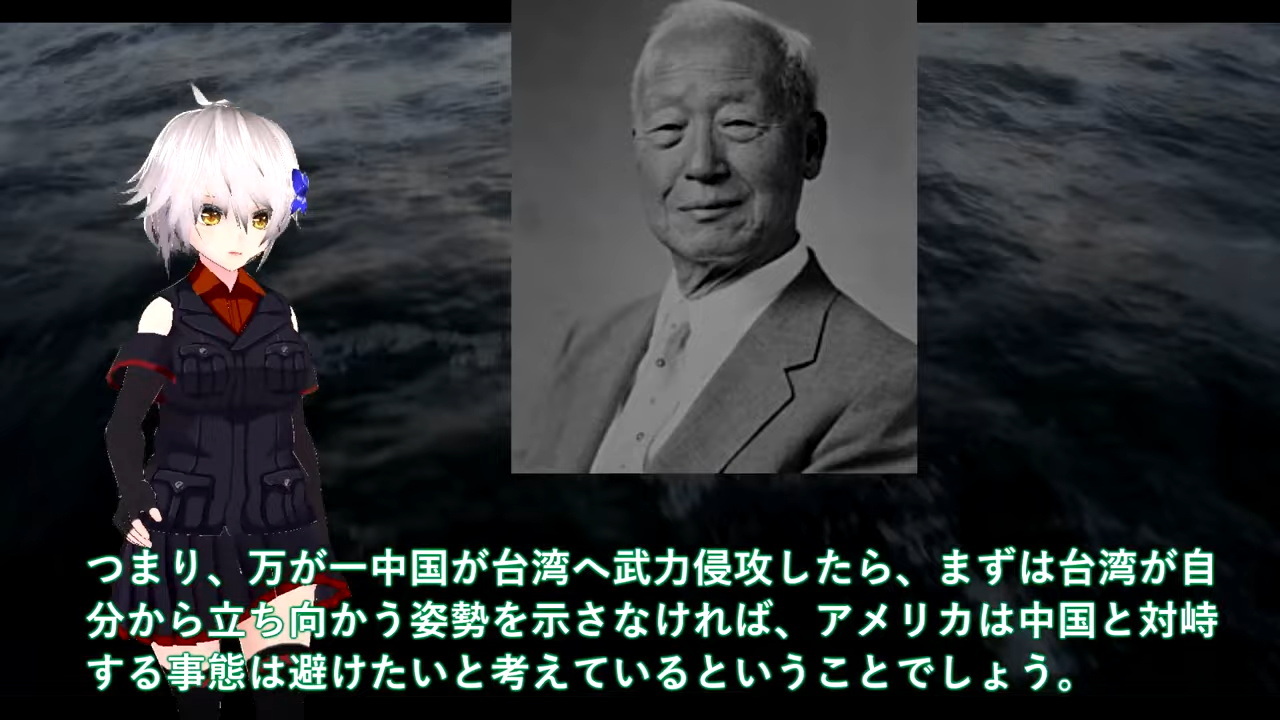 つまり、万が一中国が台湾へ武力侵攻したら、まずは台湾が自
分から立ち向かう姿勢を示さなければ、アメリカは中国と対峙
する事態は避けたいと考えているということでしょう。